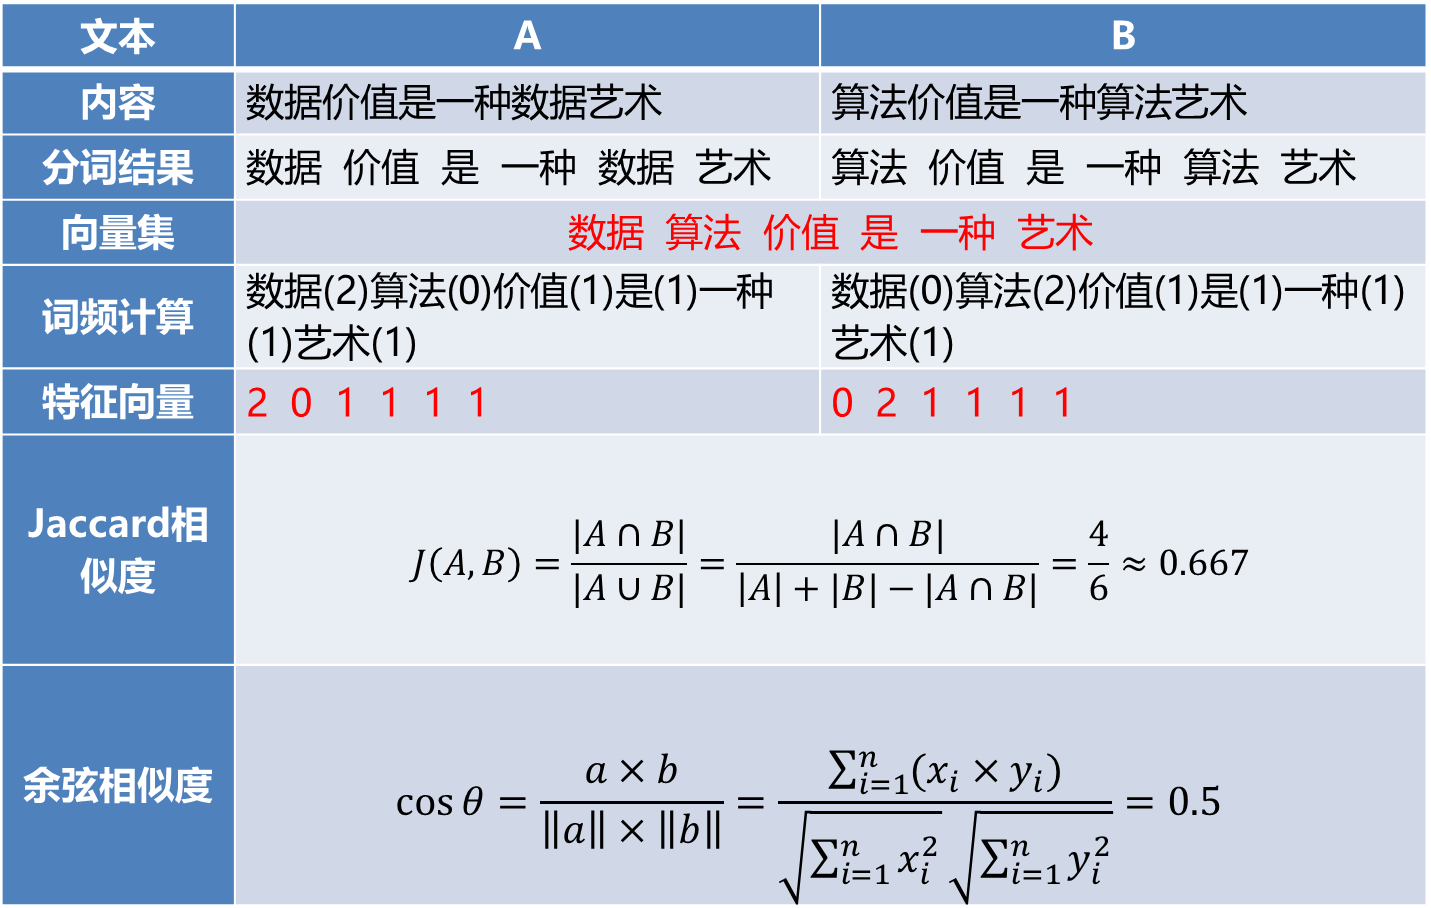 文本 A B
内容 数据价值是一种数据艺术 算法价值是一种算法艺术
分词结果 数据 价值 是 一种 数据 艺术 算法 价值 是 一种 算法 艺术
向量集 数据 算法 价值 是 一种 艺术
词频计算 数据(2)算法(0)价值(1)是(1)一种
(1)艺术(1) 数据(0)算法(2)价值(1)是(1)一种(1)
艺术(1)
特征向量 2 0 1 1 1 1 0 2 1 1 1 1
Jaccard相
似度
J(A, B) = |A ∩ B| / |A ∪ B| = |A ∩ B| / (|A| + |B| − |A ∩ B|) = 4/6 ≈ 0.667
余弦相似度
cos θ = (a × b) / (‖a‖ × ‖b‖) = ∑ⁿᵢ₌₁(xᵢ × yᵢ) / (√(∑ⁿᵢ₌₁ xᵢ²) √(∑ⁿᵢ₌₁ yᵢ²)) = 0.5